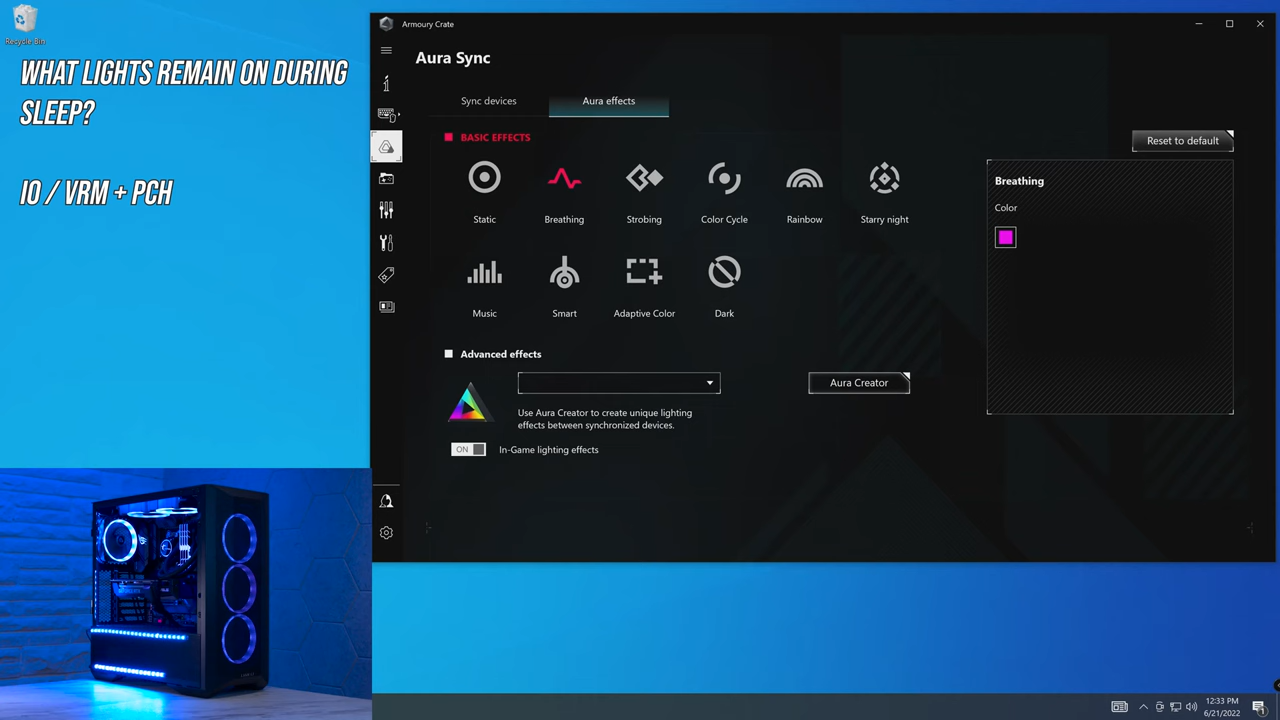 Recycle Bin
WHAT LIGHTS REMAIN ON DURING
SLEEP?
IO / VRM + PCH
Armoury Crate
Aura Sync
Sync devices
Aura effects
BASIC EFFECTS
Reset to default
Static
Breathing
Strobing
Color Cycle
Rainbow
Starry night
Music
Smart
Adaptive Color
Dark
Breathing
Color
Advanced effects
Aura Creator
Use Aura Creator to create unique lighting
effects between synchronized devices.
ON
In-Game lighting effects
12:33 PM
6/21/2022